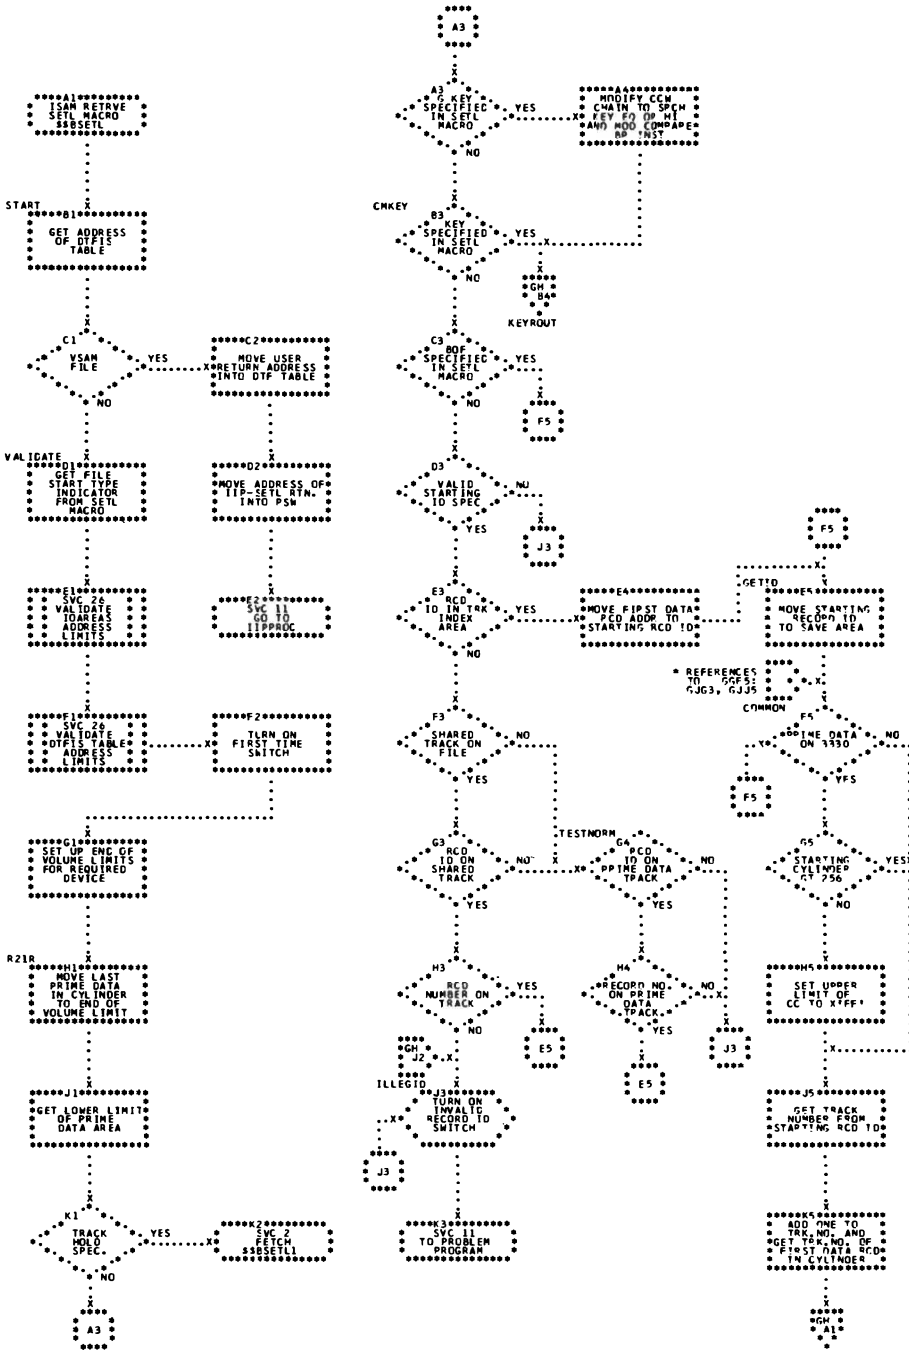 A1
ISAM RETRVE
SETL MACRO
$$BSETL
START
B1
GET ADDRESS
OF DTFIS
TABLE
C1
VSAM
FILE
YES
NO
C2
MOVE USER
RETURN ADDRESS
INTO DTF TABLE
VALIDATE
D1
GET FILE
START TYPE
INDICATOR
FROM SETL
MACRO
D2
MOVE ADDRESS OF
IIP-SETL RTN.
INTO PSW
E1
SVC 26
VALIDATE
IOAREAS
ADDRESS
LIMITS
E2
SVC 11
GO TO
IIPPROC
F1
SVC 26
VALIDATE
DTFIS TABLE
ADDRESS
LIMITS
F2
TURN ON
FIRST TIME
SWITCH
G1
SET UP END OF
VOLUME LIMITS
FOR REQUIRED
DEVICE
R21R
H1
MOVE LAST
PRIME DATA
IN CYLINDER
TO END OF
VOLUME LIMIT
J1
GET LOWER LIMIT
OF PRIME
DATA AREA
K1
TRACK
HOLD
SPEC.
YES
NO
K2
SVC 2
FETCH
$$BSETL1
A3
A3
A3
G KEY
SPECIFIED
IN SETL
MACRO
YES
NO
A4
MODIFY CCW
CHAIN TO SRCH
KEY EQ OR HI
AND MOD COMPARE
BR INST
CMKEY
B3
KEY
SPECIFIED
IN SETL
MACRO
YES
NO
GH
B4
KEYROUT
C3
BOF
SPECIFIED
IN SETL
MACRO
YES
NO
F5
D3
VALID
STARTING
ID SPEC
NO
YES
J3
E3
RCD
ID IN TRK
INDEX
AREA
YES
NO
E4
MOVE FIRST DATA
RCD ADDR TO
STARTING RCD ID
F3
SHARED
TRACK ON
FILE
NO
YES
G3
RCD
ID ON
SHARED
TRACK
NO
YES
TESTNORM
G4
RCD
ID ON
PRIME DATA
TRACK
NO
YES
H3
RCD
NUMBER ON
TRACK
YES
NO
E5
H4
RECORD NO.
ON PRIME
DATA
TRACK
NO
YES
J3
E5
GH
J2
ILLEGID
J3
TURN ON
INVALID
RECORD ID
SWITCH
J3
K3
SVC 11
TO PROBLEM
PROGRAM
F5
GETID
E5
MOVE STARTING
RECORD ID
TO SAVE AREA
* REFERENCES
TO GGF5:
GJG3, GJJ5
COMMON
F5
PRIME DATA
ON 3330
NO
YES
F5
G5
STARTING
CYLINDER
GT 256
YES
NO
H5
SET UPPER
LIMIT OF
CC TO X'FF'
J5
GET TRACK
NUMBER FROM
STARTING RCD ID
K5
ADD ONE TO
TRK.NO. AND
GET TRK.NO. OF
FIRST DATA RCD
IN CYLINDER
GH
A1